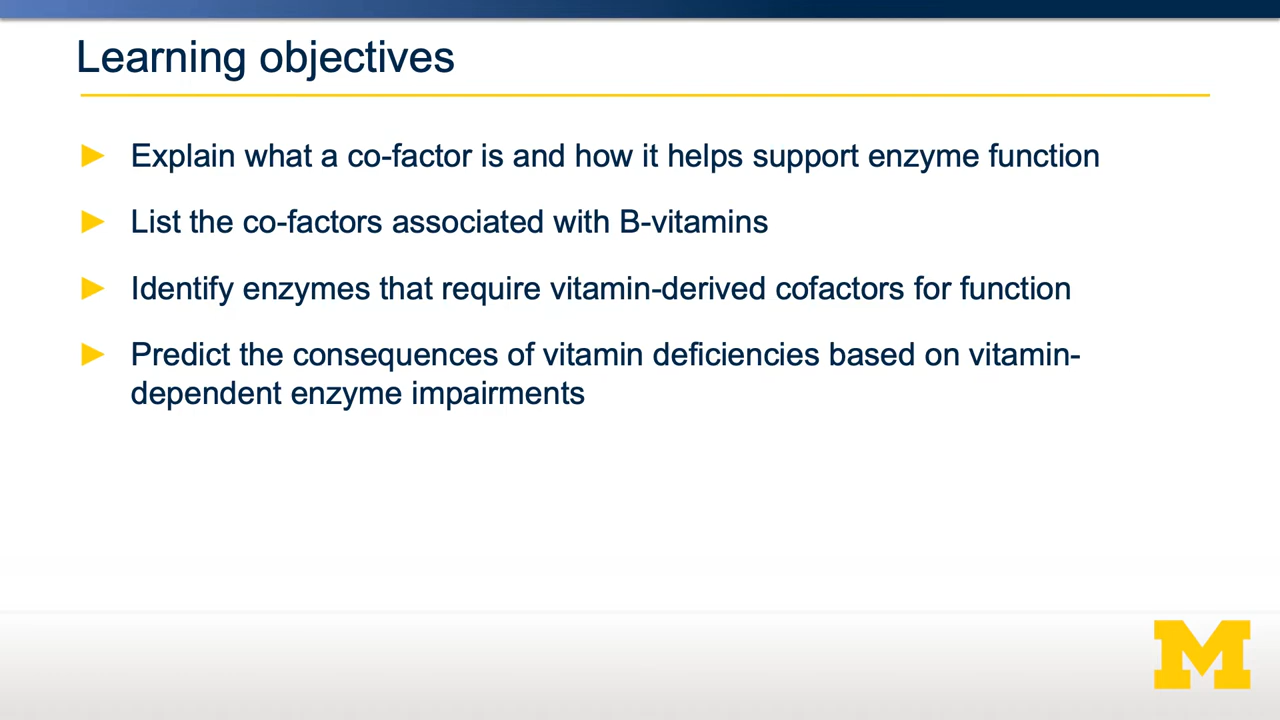 Learning objectives
Explain what a co-factor is and how it helps support enzyme function
List the co-factors associated with B-vitamins
Identify enzymes that require vitamin-derived cofactors for function
Predict the consequences of vitamin deficiencies based on vitamin-
dependent enzyme impairments
M